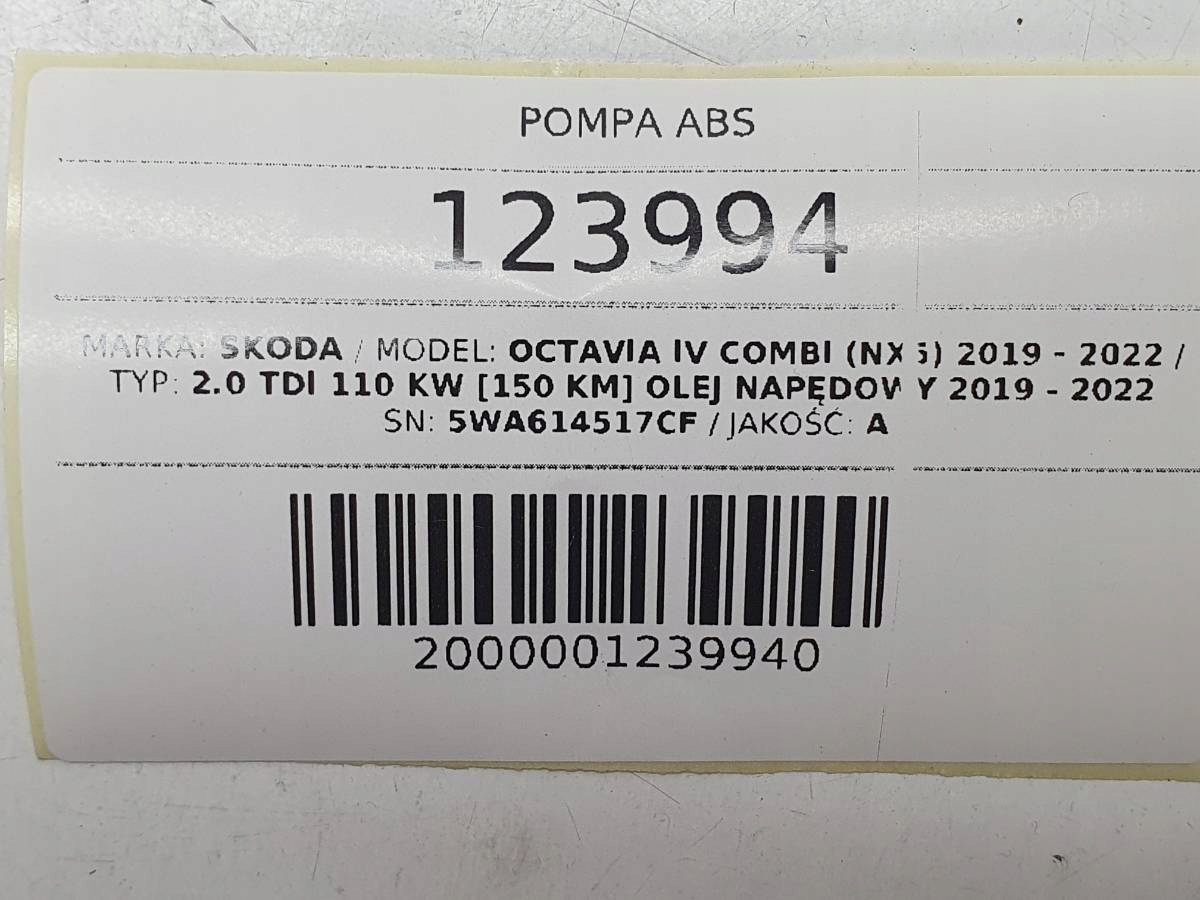 POMPA ABS
123994
MARKA: SKODA / MODEL: OCTAVIA IV COMBI (NX5) 2019 - 2022 /
TYP: 2.0 TDI 110 KW [150 KM] OLEJ NAPĘDOWY 2019 - 2022
SN: 5WA614517CF / JAKOŚĆ: A
2000001239940